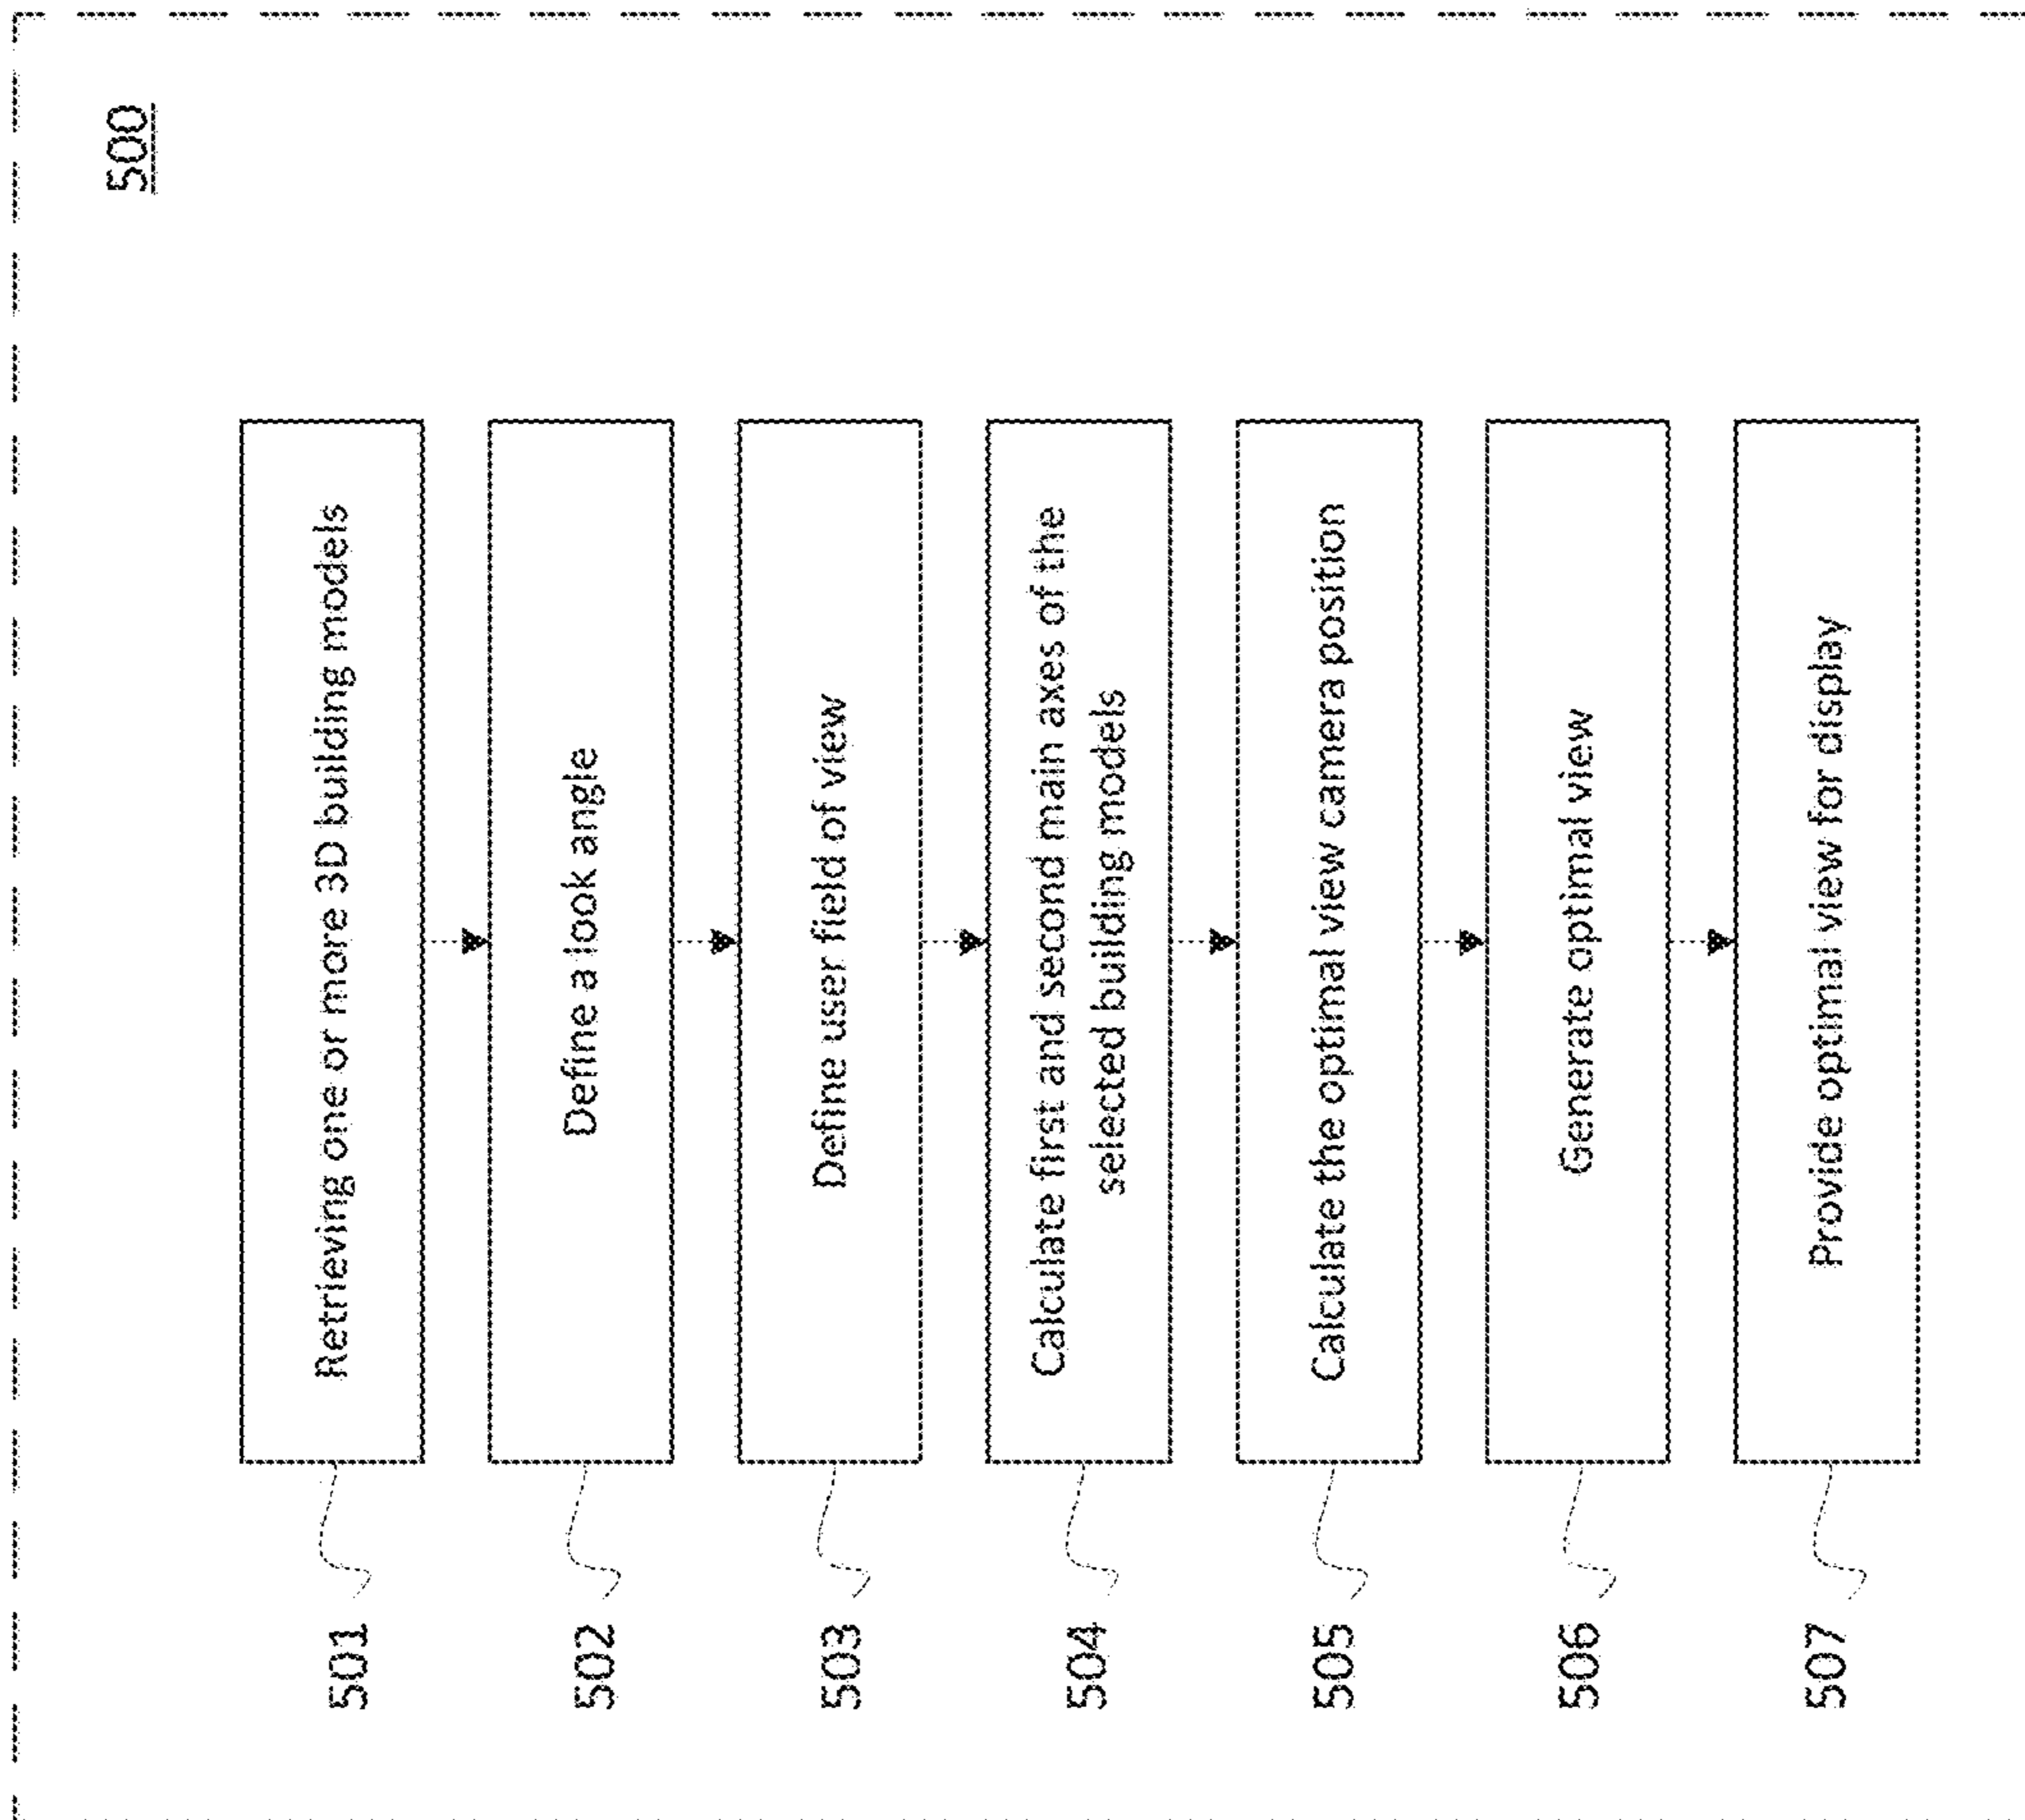 500
501
Retrieving one or more 3D building models
502
Define a look angle
503
Define user field of view
504
Calculate first and second main axes of the
selected building models
505
Calculate the optimal view camera position
506
Generate optimal view
507
Provide optimal view for display